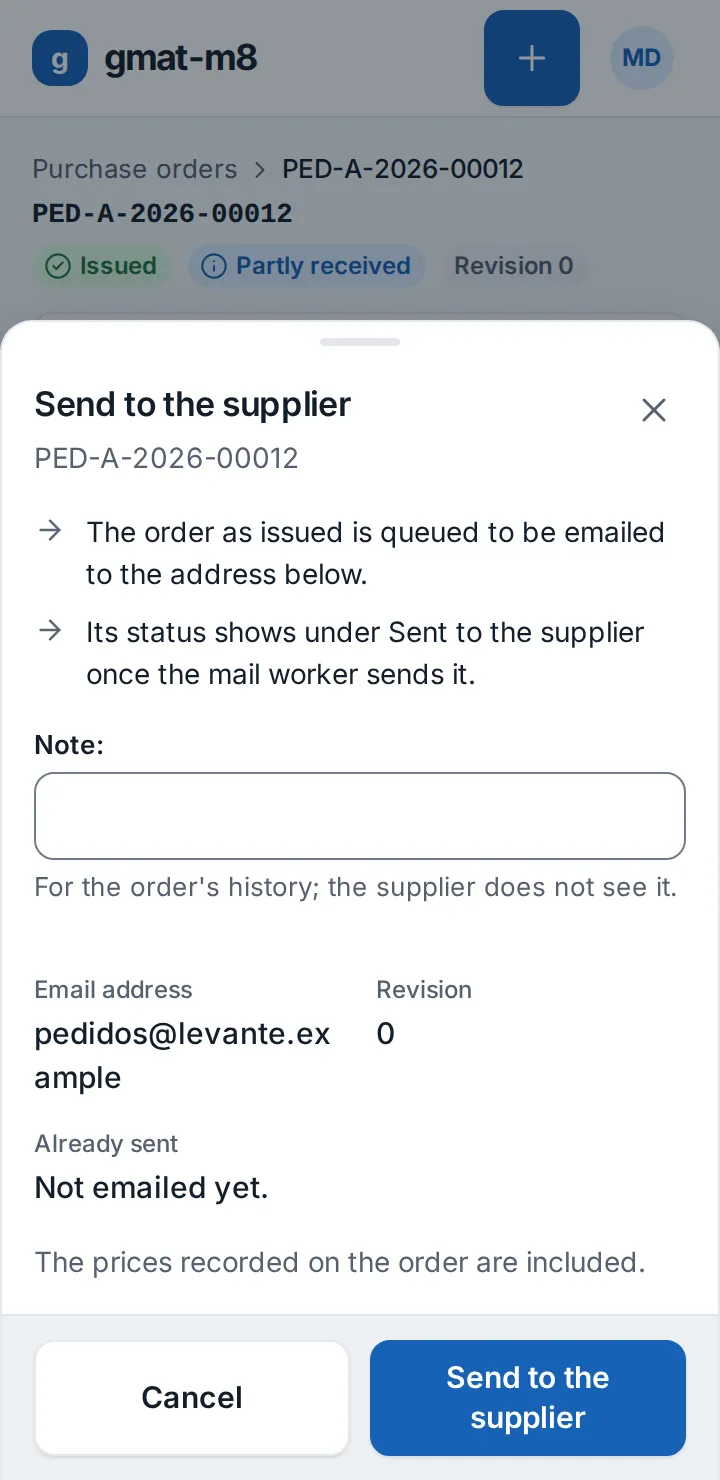 g gmat-m8 + MD
Purchase orders > PED-A-2026-00012
PED-A-2026-00012
Issued Partly received Revision 0
Send to the supplier
PED-A-2026-00012
→ The order as issued is queued to be emailed
to the address below.
→ Its status shows under Sent to the supplier
once the mail worker sends it.
Note:
For the order's history; the supplier does not see it.
Email address Revision
pedidos@levante.ex 0
ample
Already sent
Not emailed yet.
The prices recorded on the order are included.
Cancel Send to the
supplier